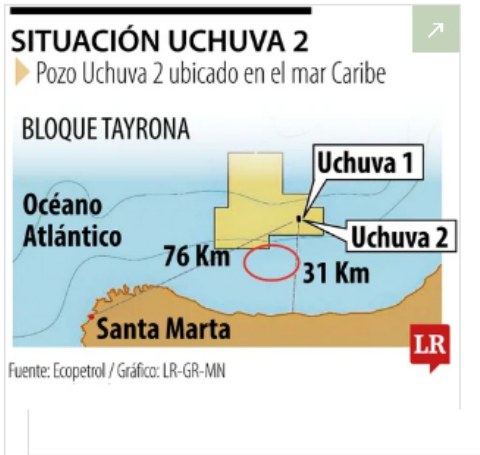 SITUACIÓN UCHUVA 2
Pozo Uchuva 2 ubicado en el mar Caribe
BLOQUE TAYRONA
Uchuva 1
Océano
Atlántico
Uchuva 2
76 Km
31 Km
Santa Marta
LR
Fuente: Ecopetrol / Gráfico: LR-GR-MN